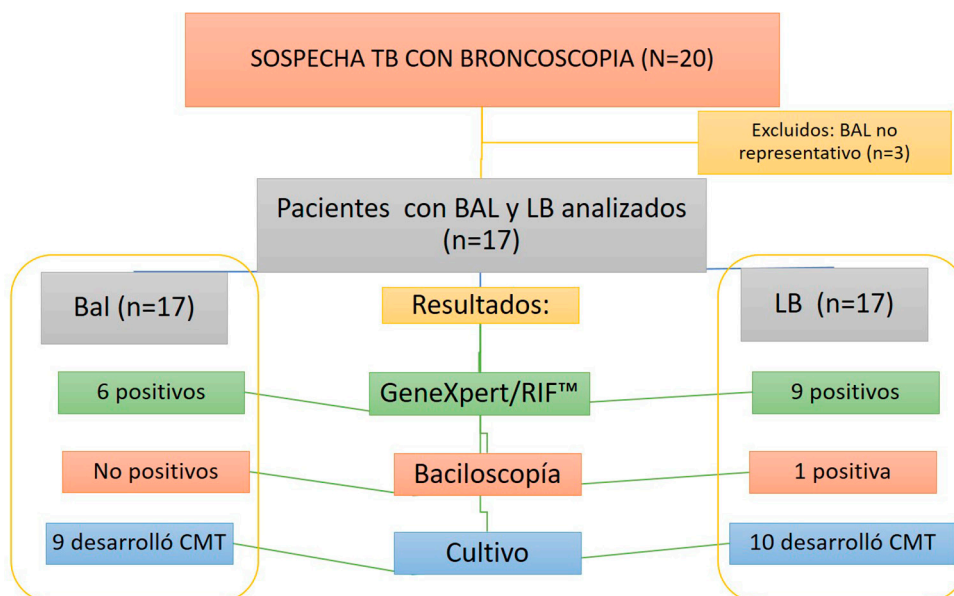 SOSPECHA TB CON BRONCOSCOPIA (N=20)
Excluidos: BAL no
representativo (n=3)
Pacientes con BAL y LB analizados
(n=17)
Bal (n=17)
Resultados:
LB (n=17)
6 positivos
GeneXpert/RIF™
9 positivos
No positivos
Baciloscopía
1 positiva
9 desarrolló CMT
Cultivo
10 desarrolló CMT